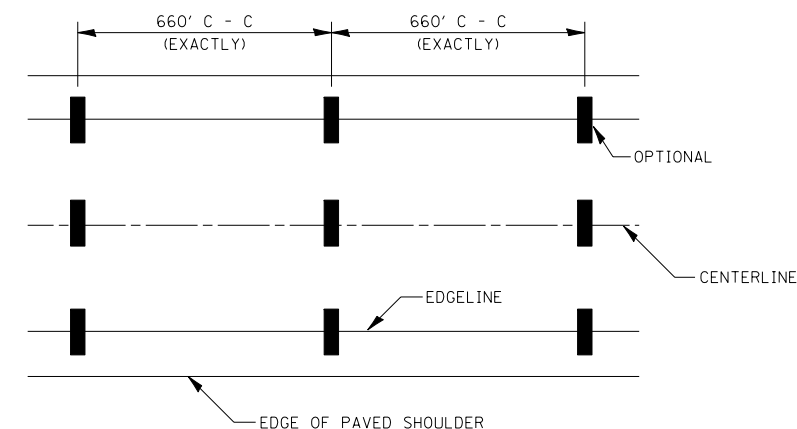 660' C - C
(EXACTLY)
660' C - C
(EXACTLY)
OPTIONAL
CENTERLINE
EDGELINE
EDGE OF PAVED SHOULDER